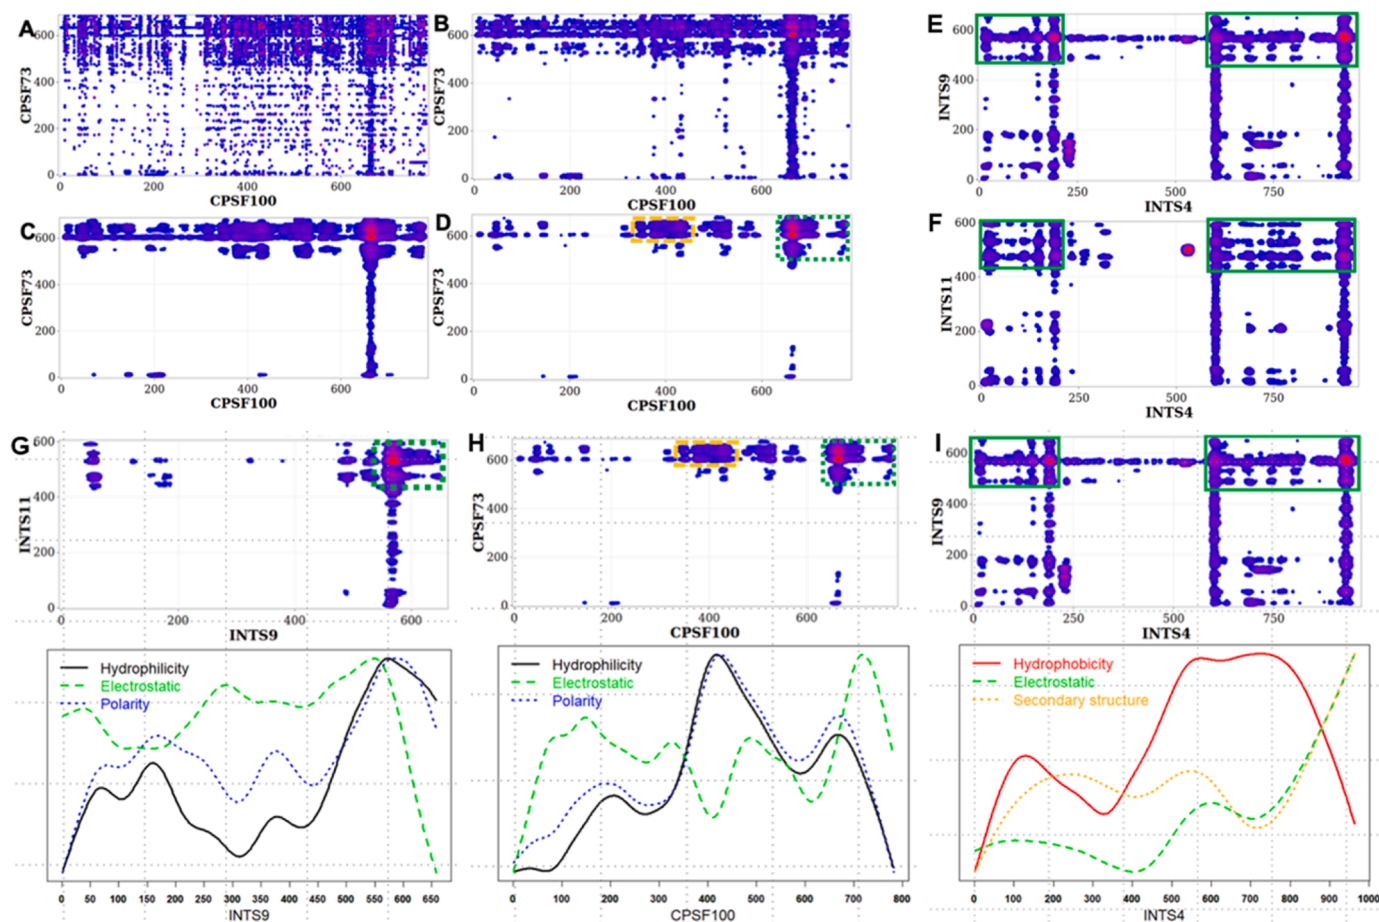 A
CPSF73
600
400
200
0
0 200 400 600
CPSF100
B
CPSF73
600
400
200
0
0 200 400 600
CPSF100
E
INTS9
600
400
200
0
0 250 500 750
INTS4
C
CPSF73
600
400
200
0
0 200 400 600
CPSF100
D
CPSF73
600
400
200
0
0 200 400 600
CPSF100
F
INTS11
600
400
200
0
0 250 500 750
INTS4
G
INTS11
600
400
200
0
0 200 400 600
INTS9
H
CPSF73
600
400
200
0
0 200 400 600
CPSF100
I
INTS9
600
400
200
0
0 250 500 750
INTS4
Hydrophilicity
Electrostatic
Polarity
0 50 100 150 200 250 300 350 400 450 500 550 600 650
INTS9
Hydrophilicity
Electrostatic
Polarity
0 100 200 300 400 500 600 700 800
CPSF100
Hydrophobicity
Electrostatic
Secondary structure
0 100 200 300 400 500 600 700 800 900 1000
INTS4